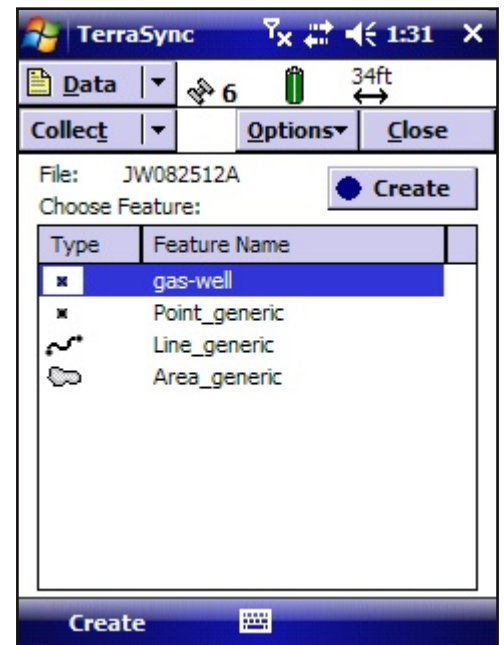 TerraSync 1:31
Data 6 34ft
Collect Options Close
File: JW082512A
Choose Feature:
Create
Type Feature Name
gas-well
Point_generic
Line_generic
Area_generic
Create